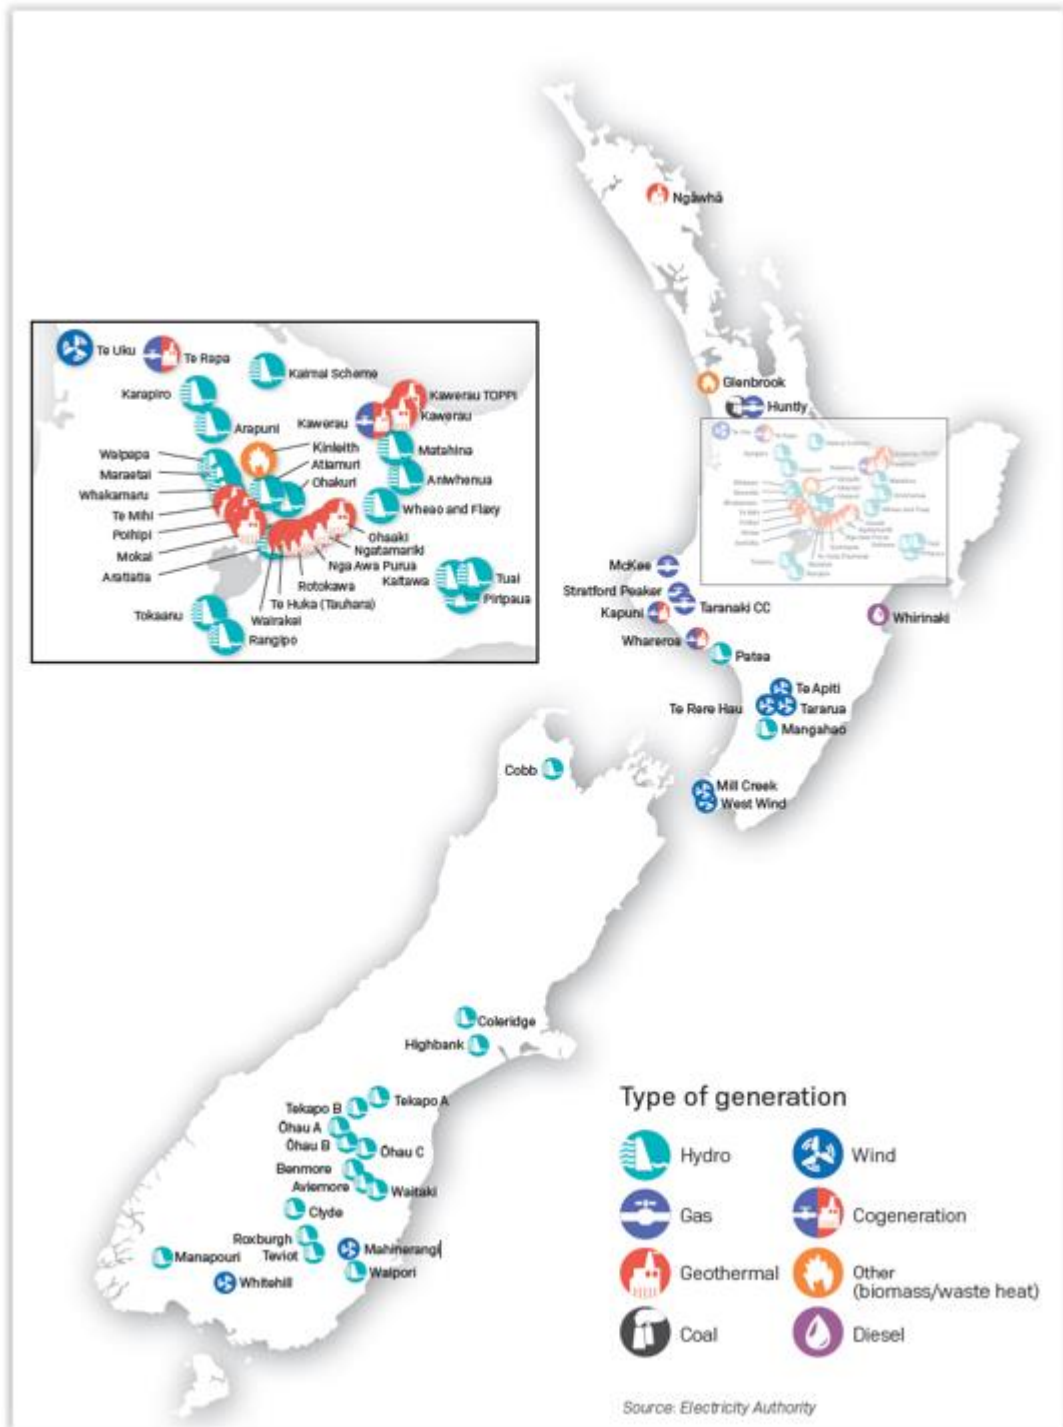 Ngāwhā
Glenbrook
Huntly
Te Uku
Te Rapa
Kaimai Scheme
Karapiro
Kawerau TOPPI
Kawerau
Kawerau
Arapuni
Kinleith
Matahina
Waipapa
Atiamuri
Maraetai
Ohakuri
Aniwhenua
Whakamaru
Wheao and Flaxy
Te Mihi
Poihipi
Ohaaki
Mokai
Ngatamariki
Nga Awa Purua
Aratiatia
Rotokawa
Kaitawa
Tuai
Te Huka (Tauhara)
Piripaua
Tokaanu
Wairakei
Rangipo
McKee
Stratford Peaker
Taranaki CC
Kapuni
Whirinaki
Whareroa
Patea
Te Apiti
Te Rere Hau
Tararua
Mangahao
Cobb
Mill Creek
West Wind
Coleridge
Highbank
Tekapo A
Tekapo B
Ōhau A
Ōhau B
Ōhau C
Benmore
Aviemore
Waitaki
Clyde
Roxburgh
Teviot
Mahinerangi
Manapouri
Waipori
Whitehill
Type of generation
Hydro
Wind
Gas
Cogeneration
Geothermal
Other
(biomass/waste heat)
Coal
Diesel
Source: Electricity Authority